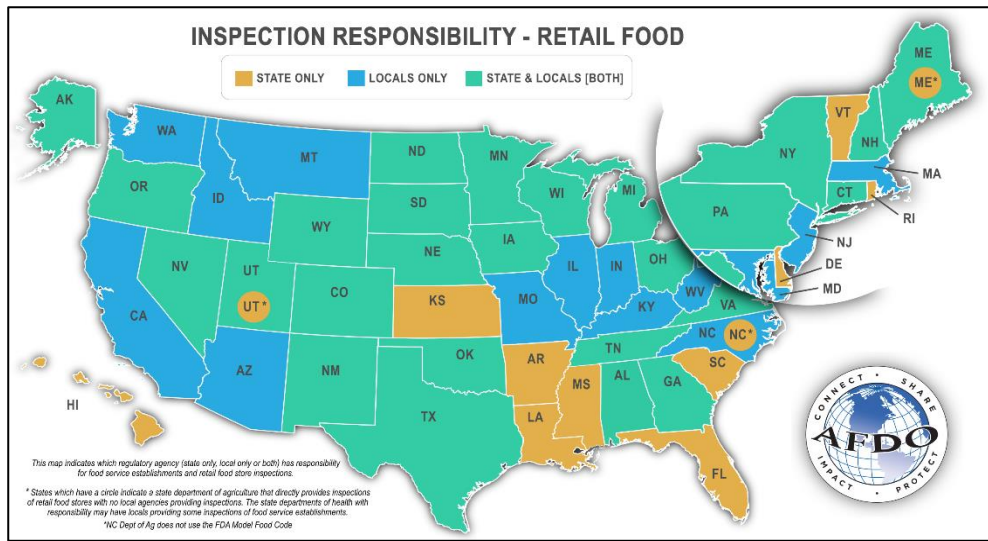 INSPECTION RESPONSIBILITY - RETAIL FOOD
STATE ONLY
LOCALS ONLY
STATE & LOCALS [BOTH]
AK
WA
MT
ND
MN
OR
ID
WY
SD
WI
MI
NV
UT
UT*
CO
NE
IA
IL
IN
OH
CA
AZ
NM
KS
MO
KY
WV
VA
OK
AR
TN
NC
NC*
SC
TX
LA
MS
AL
GA
FL
HI
ME
ME*
VT
NH
NY
MA
CT
RI
PA
NJ
DE
MD
CONNECT • SHARE
AFDO
IMPACT • PROTECT
This map indicates which regulatory agency (state only, local only or both) has responsibility
for food service establishments and retail food store inspections.
* States which have a circle indicate a state department of agriculture that directly provides inspections
of retail food stores with no local agencies providing inspections. The state departments of health with
responsibility may have locals providing some inspections of food service establishments.
*NC Dept of Ag does not use the FDA Model Food Code